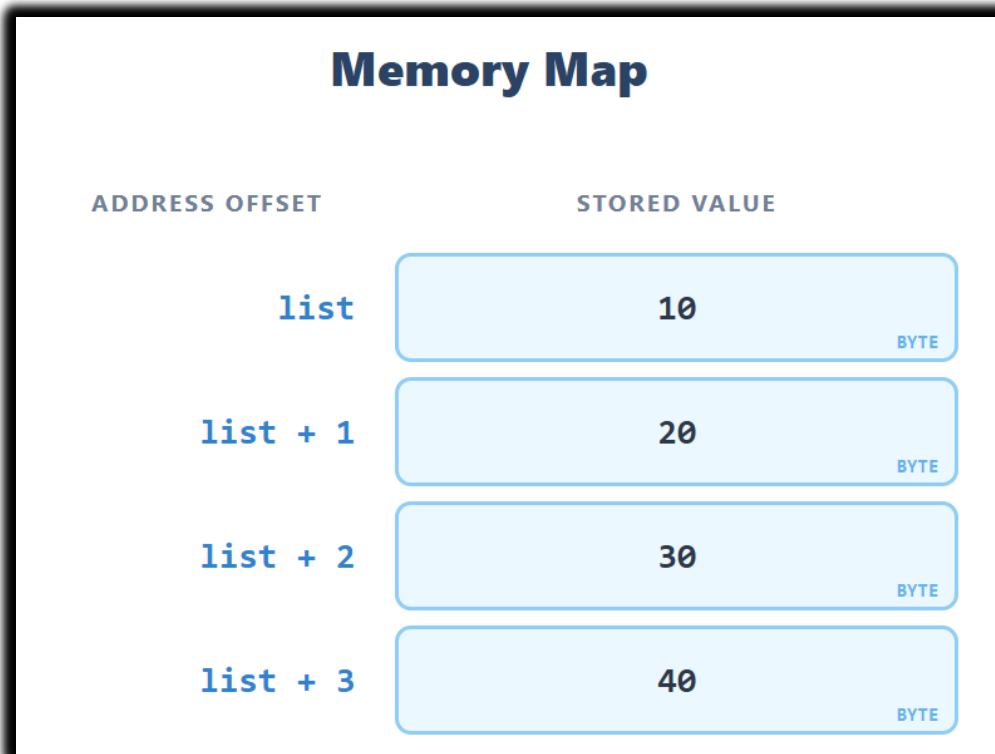 Memory Map
ADDRESS OFFSET STORED VALUE
list 10
BYTE
list + 1 20
BYTE
list + 2 30
BYTE
list + 3 40
BYTE